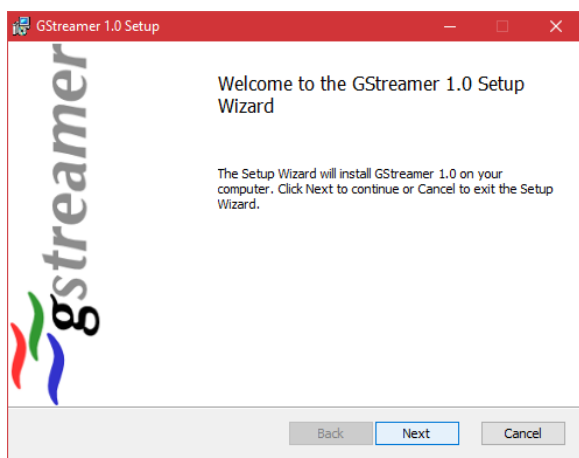 GStreamer 1.0 Setup
gstreamer
Welcome to the GStreamer 1.0 Setup
Wizard
The Setup Wizard will install GStreamer 1.0 on your
computer. Click Next to continue or Cancel to exit the Setup
Wizard.
Back
Next
Cancel